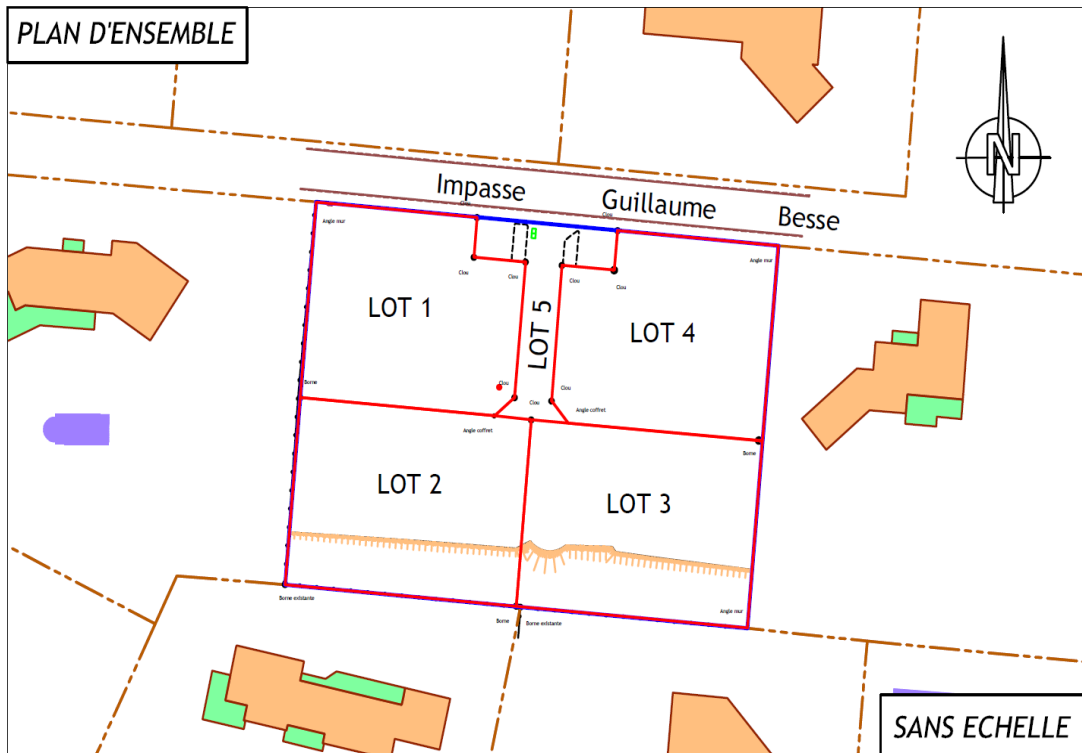 PLAN D'ENSEMBLE
N
Impasse Guillaume Besse
Clou
Clou
Angle mur
Angle mur
Clou
Clou
Clou
LOT 1
LOT 5
LOT 4
Borne
Clou
Clou
Clou
Angle coffret
Angle coffret
Borne
LOT 2
LOT 3
Borne existante
Borne
Borne existante
Angle mur
SANS ECHELLE